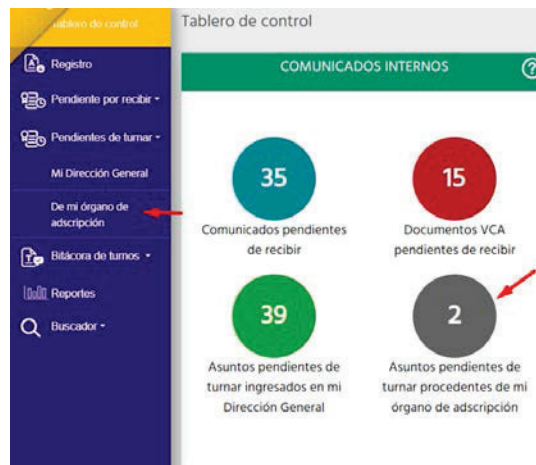 Tablero de control
Tablero de control
Registro
Pendiente por recibir
Pendientes de turnar
Mi Dirección General
De mi órgano de
adscripción
Bitácora de turnos
Reportes
Buscador
COMUNICADOS INTERNOS
?
35
Comunicados pendientes
de recibir
15
Documentos VCA
pendientes de recibir
39
Asuntos pendientes de
turnar ingresados en mi
Dirección General
2
Asuntos pendientes de
turnar procedentes de mi
órgano de adscripción